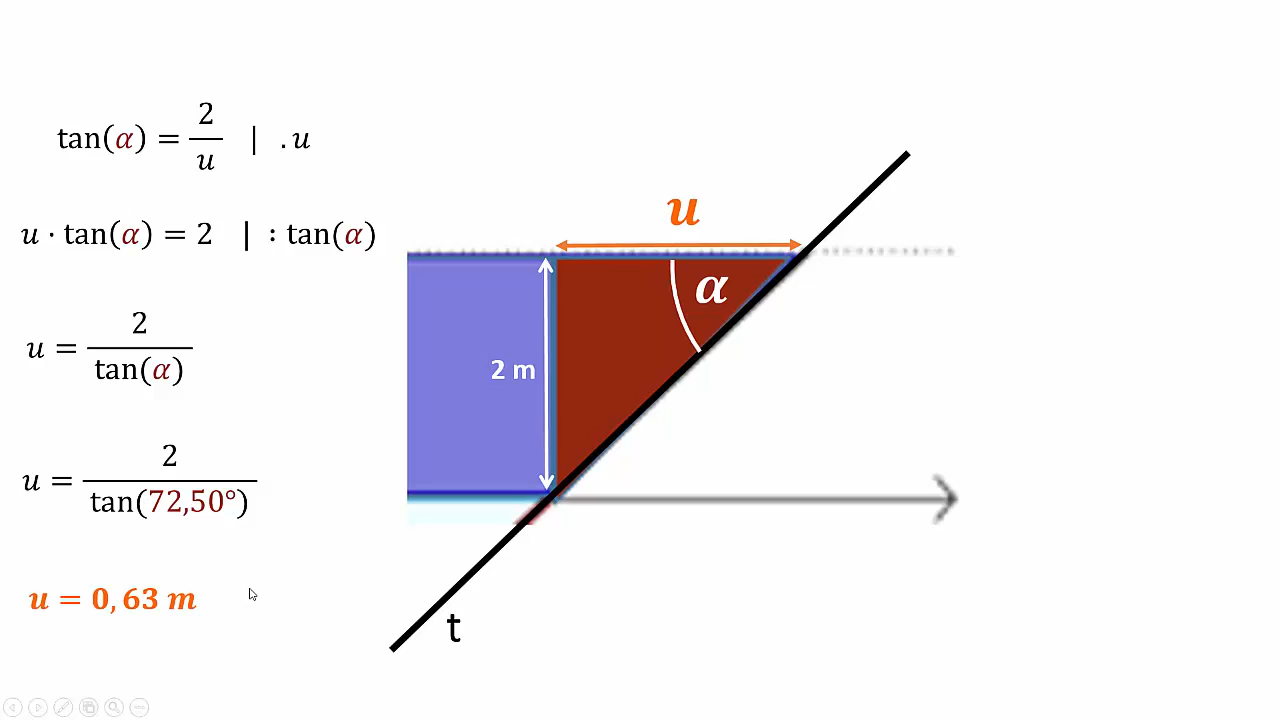 tan(α) = 2/u | . u
u · tan(α) = 2 | : tan(α)
u = 2/tan(α)
u = 2/tan(72,50°)
u = 0,63 m
u
α
2 m
t